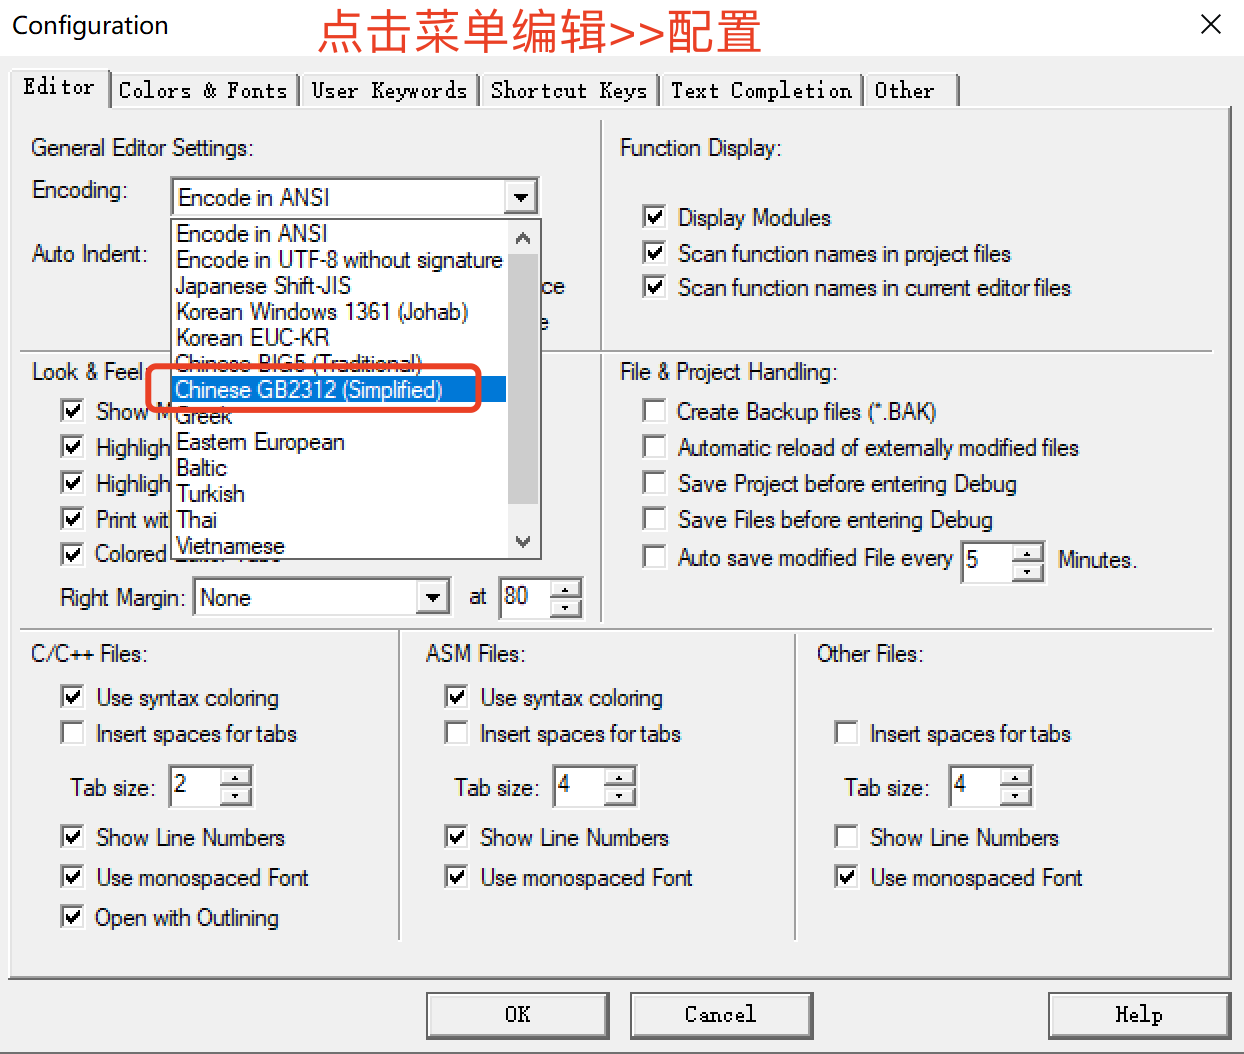 Configuration
点击菜单编辑>>配置
Editor
Colors & Fonts
User Keywords
Shortcut Keys
Text Completion
Other
General Editor Settings:
Encoding:
Encode in ANSI
Auto Indent:
Encode in ANSI
Encode in UTF-8 without signature
Japanese Shift-JIS
Korean Windows 1361 (Johab)
Korean EUC-KR
Chinese BIG5 (Traditional)
Chinese GB2312 (Simplified)
Greek
Eastern European
Baltic
Turkish
Thai
Vietnamese
ce
e
Function Display:
Display Modules
Scan function names in project files
Scan function names in current editor files
Look & Feel:
Show M
Highligh
Highligh
Print wit
Colored
Right Margin:
None
at
80
File & Project Handling:
Create Backup files (*.BAK)
Automatic reload of externally modified files
Save Project before entering Debug
Save Files before entering Debug
Auto save modified File every
5
Minutes.
C/C++ Files:
Use syntax coloring
Insert spaces for tabs
Tab size:
2
Show Line Numbers
Use monospaced Font
Open with Outlining
ASM Files:
Use syntax coloring
Insert spaces for tabs
Tab size:
4
Show Line Numbers
Use monospaced Font
Other Files:
Insert spaces for tabs
Tab size:
4
Show Line Numbers
Use monospaced Font
OK
Cancel
Help